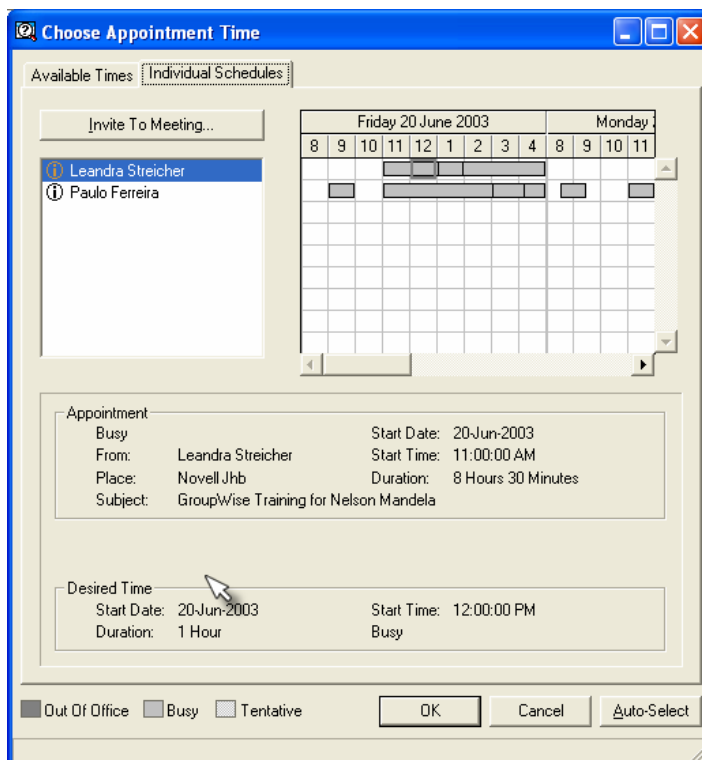 Choose Appointment Time
Available Times Individual Schedules
Invite To Meeting...
Friday 20 June 2003 Monday
8 9 10 11 12 1 2 3 4 8 9 10 11
Leandra Streicher
Paulo Ferreira
Appointment
Busy Start Date: 20-Jun-2003
From: Leandra Streicher Start Time: 11:00:00 AM
Place: Novell Jhb Duration: 8 Hours 30 Minutes
Subject: GroupWise Training for Nelson Mandela
Desired Time
Start Date: 20-Jun-2003 Start Time: 12:00:00 PM
Duration: 1 Hour Busy
Out Of Office Busy Tentative OK Cancel Auto-Select